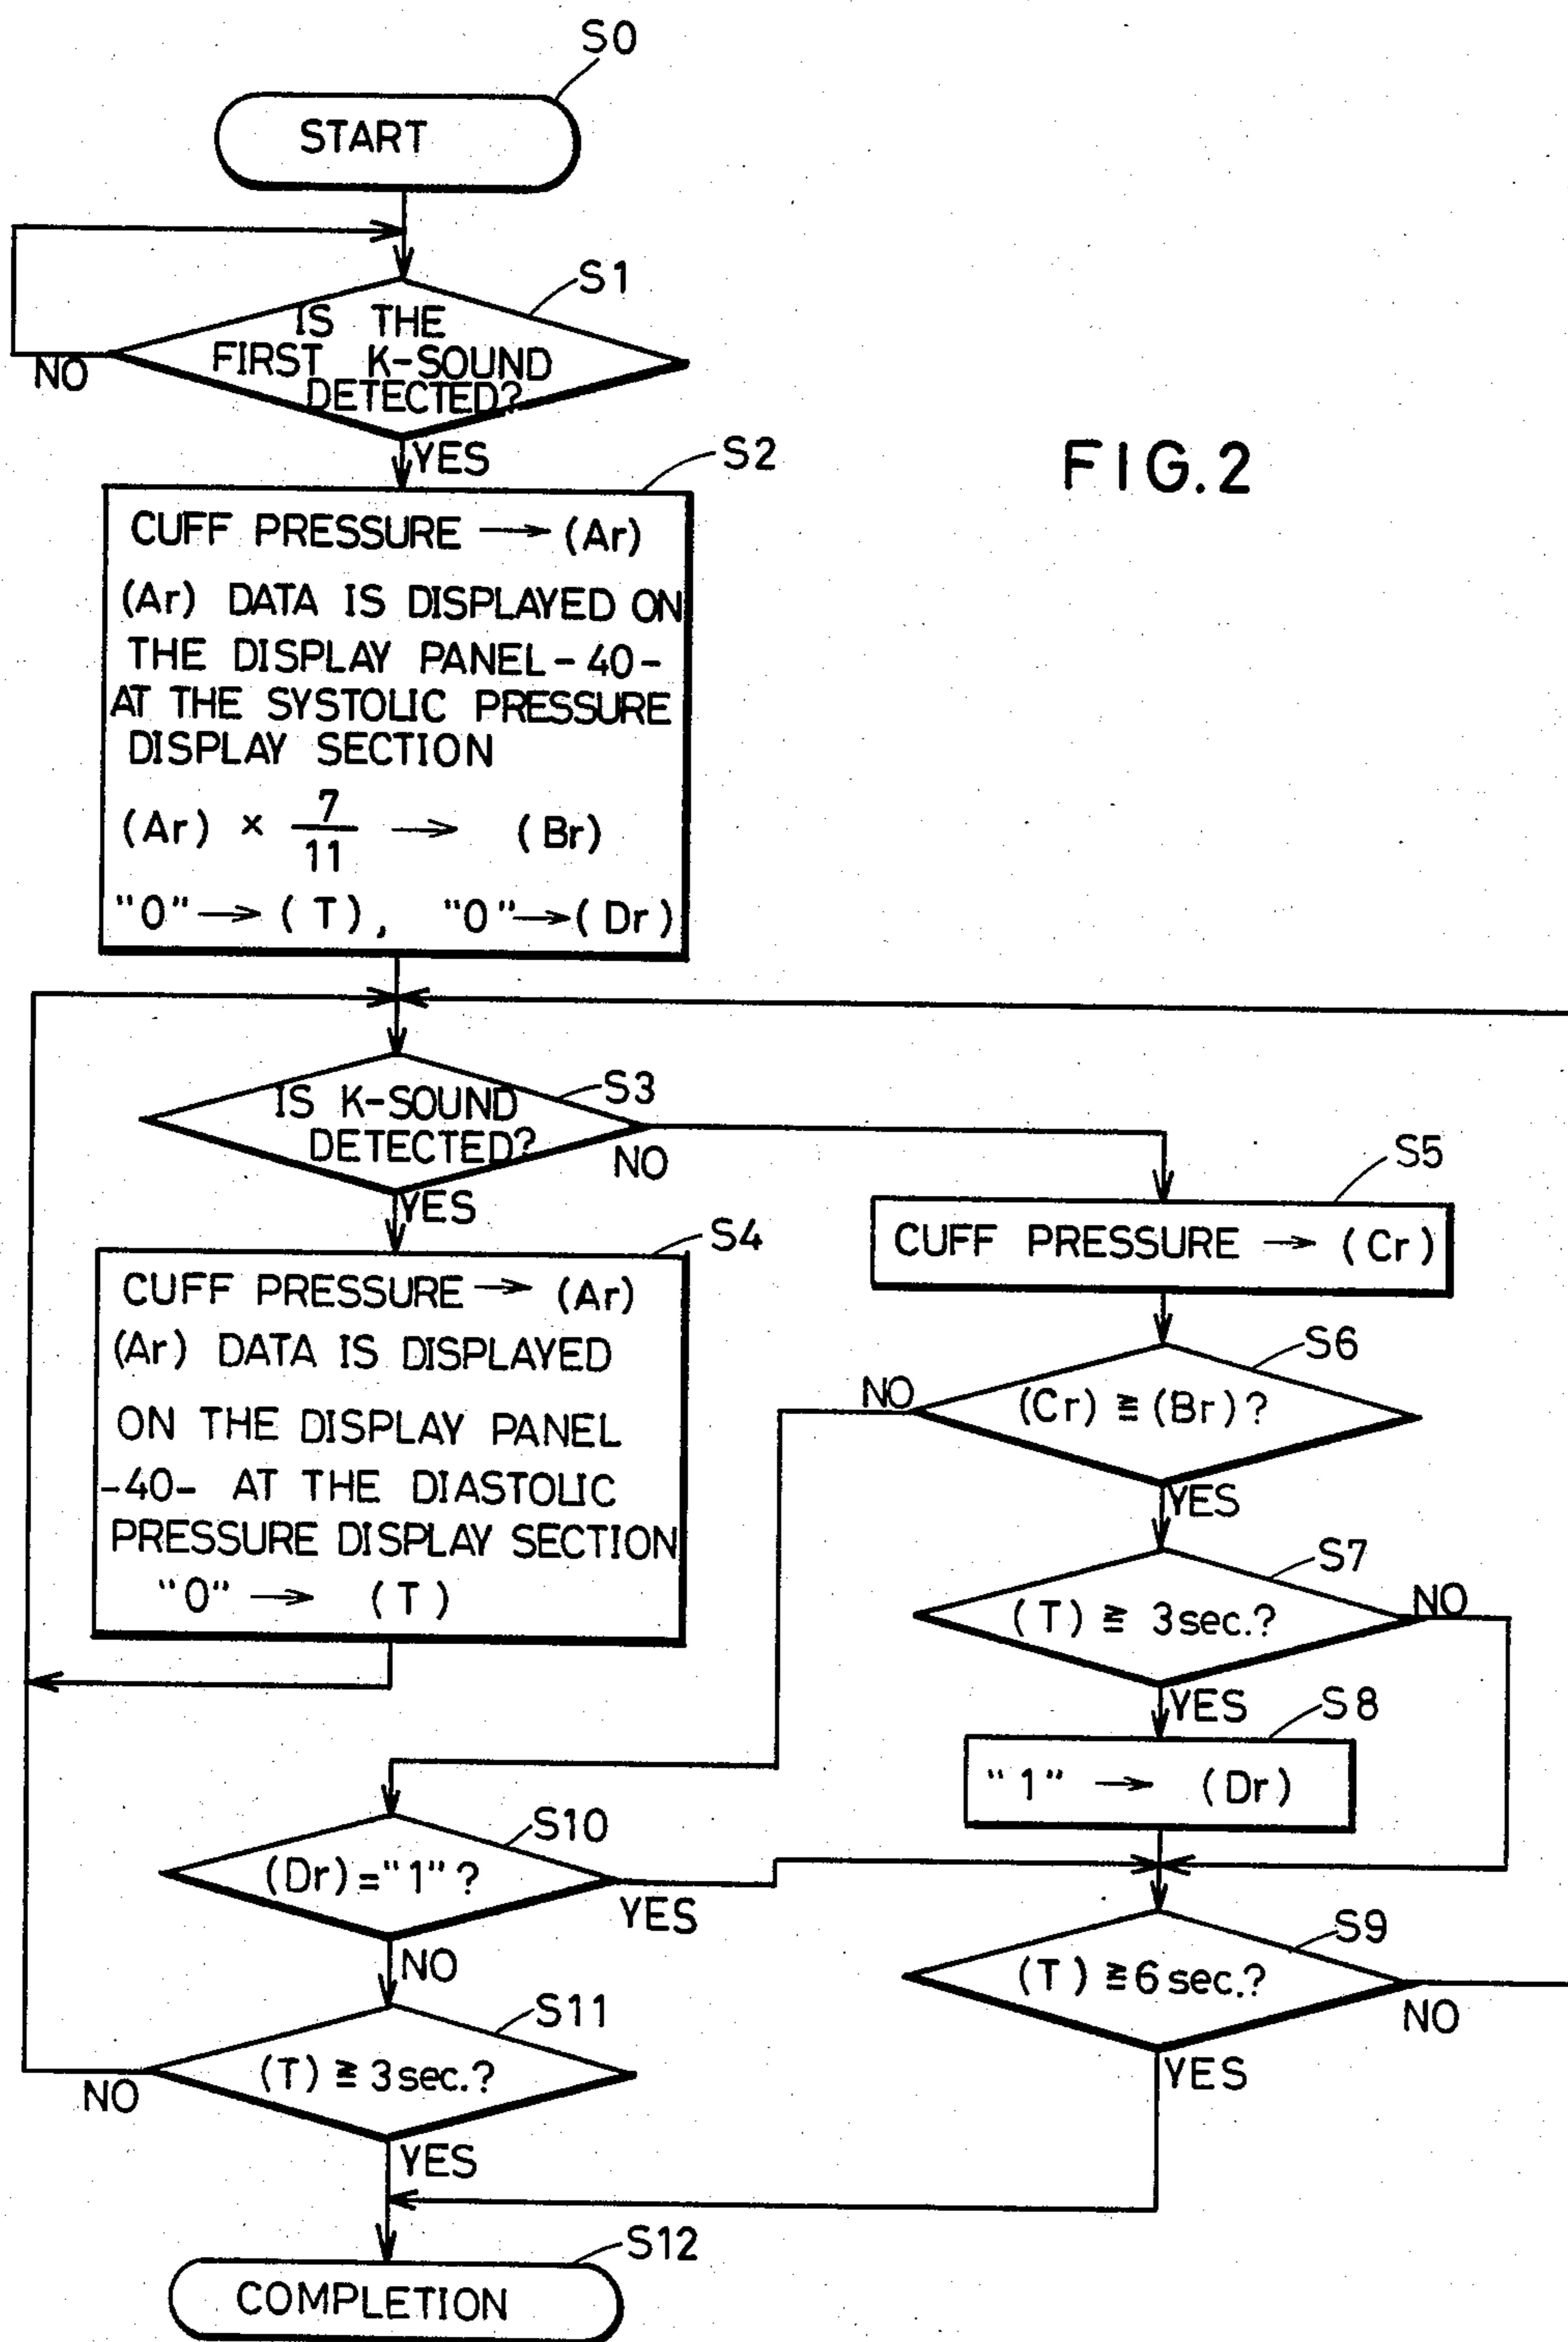 S0
START
S1
IS THE
FIRST K-SOUND
DETECTED?
NO
YES
S2
FIG.2
CUFF PRESSURE → (Ar)
(Ar) DATA IS DISPLAYED ON
THE DISPLAY PANEL -40-
AT THE SYSTOLIC PRESSURE
DISPLAY SECTION
(Ar) × 7/11 → (Br)
"0" → (T), "0" → (Dr)
S3
IS K-SOUND
DETECTED?
NO
YES
S4
CUFF PRESSURE → (Ar)
(Ar) DATA IS DISPLAYED
ON THE DISPLAY PANEL
-40- AT THE DIASTOLIC
PRESSURE DISPLAY SECTION
"0" → (T)
S5
CUFF PRESSURE → (Cr)
S6
NO
(Cr) ≧ (Br)?
YES
S7
(T) ≧ 3sec.?
NO
YES
S8
"1" → (Dr)
S10
(Dr)="1"?
YES
NO
S9
(T) ≧ 6sec.?
NO
YES
S11
(T) ≧ 3sec.?
NO
YES
S12
COMPLETION